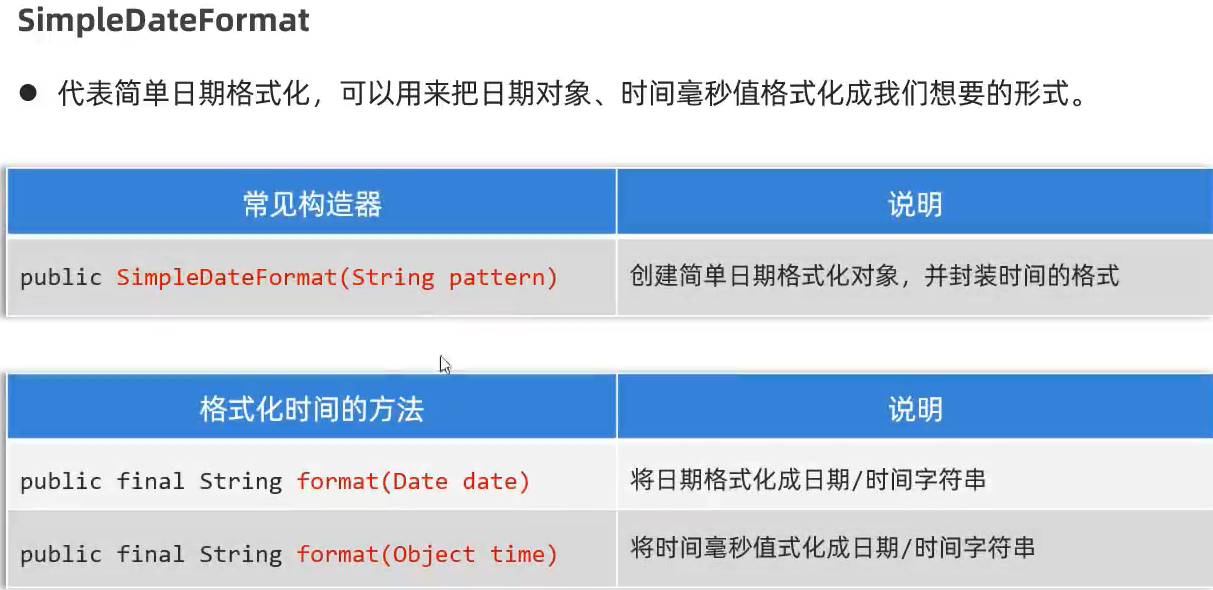 SimpleDateFormat
● 代表简单日期格式化，可以用来把日期对象、时间毫秒值格式化成我们想要的形式。
常见构造器 说明
public SimpleDateFormat(String pattern) 创建简单日期格式化对象，并封装时间的格式
格式化时间的方法 说明
public final String format(Date date) 将日期格式化成日期/时间字符串
public final String format(Object time) 将时间毫秒值式化成日期/时间字符串